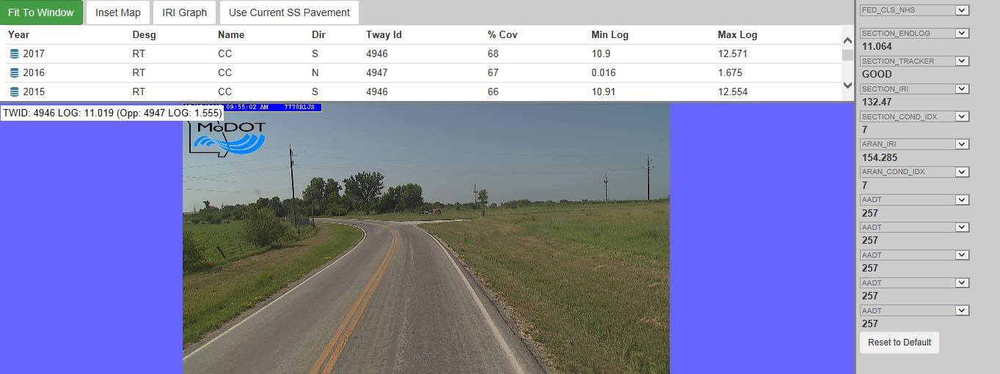 Fit To Window Inset Map IRI Graph Use Current SS Pavement
Year Desg Name Dir Tway Id % Cov Min Log Max Log
2017 RT CC S 4946 68 10.9 12.571
2016 RT CC N 4947 67 0.016 1.675
2015 RT CC S 4946 66 10.91 12.554
TWID: 4946 LOG: 11.019 (Opp: 4947 LOG: 1.555)
09:55:02 AM 7770R1JS
MoDOT
FED_CLS_NHS
SECTION_ENDLOG
11.064
SECTION_TRACKER
GOOD
SECTION_IRI
132.47
SECTION_COND_IDX
7
ARAN_IRI
154.285
ARAN_COND_IDX
7
AADT
257
AADT
257
AADT
257
AADT
257
AADT
257
Reset to Default